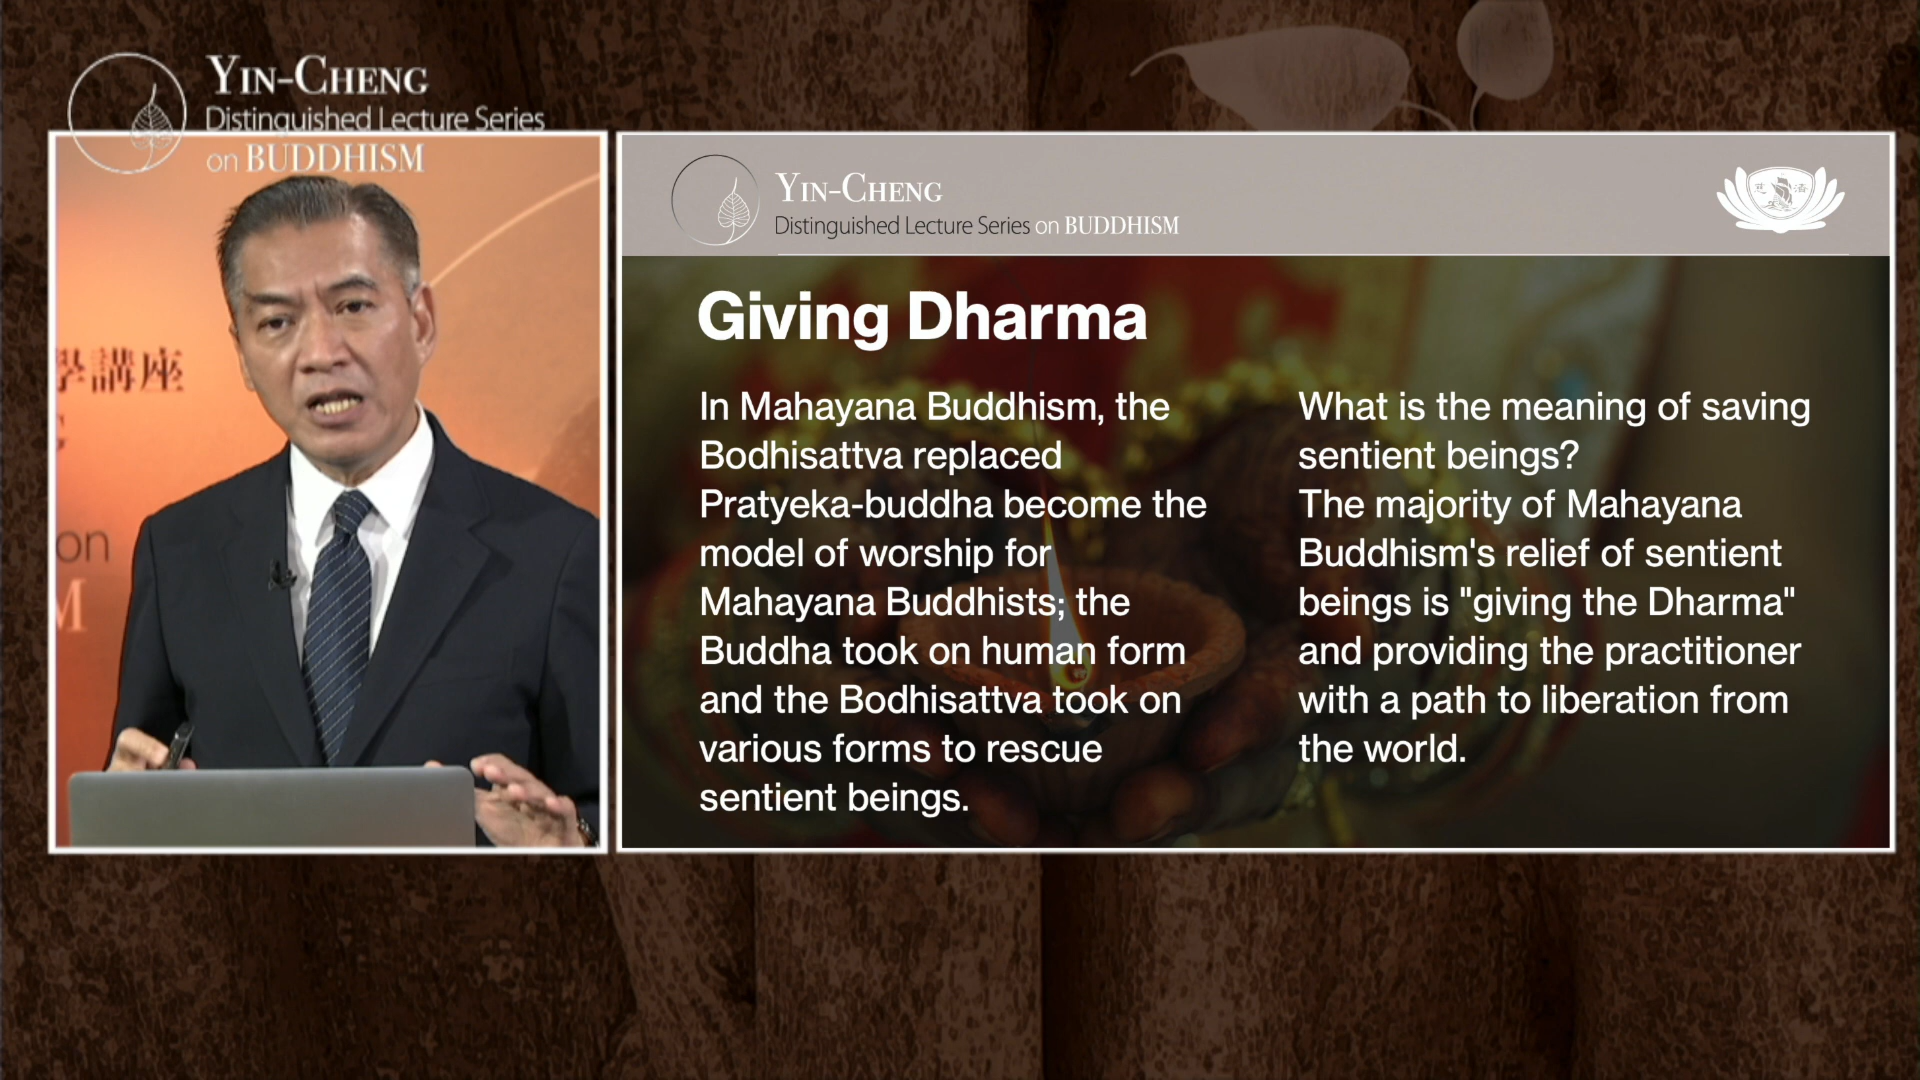 YIN-CHENG
Distinguished Lecture Series
on BUDDHISM
學講座
on
M
YIN-CHENG
Distinguished Lecture Series on BUDDHISM
慈 濟
Giving Dharma
In Mahayana Buddhism, the
Bodhisattva replaced
Pratyeka-buddha become the
model of worship for
Mahayana Buddhists; the
Buddha took on human form
and the Bodhisattva took on
various forms to rescue
sentient beings.
What is the meaning of saving
sentient beings?
The majority of Mahayana
Buddhism's relief of sentient
beings is "giving the Dharma"
and providing the practitioner
with a path to liberation from
the world.